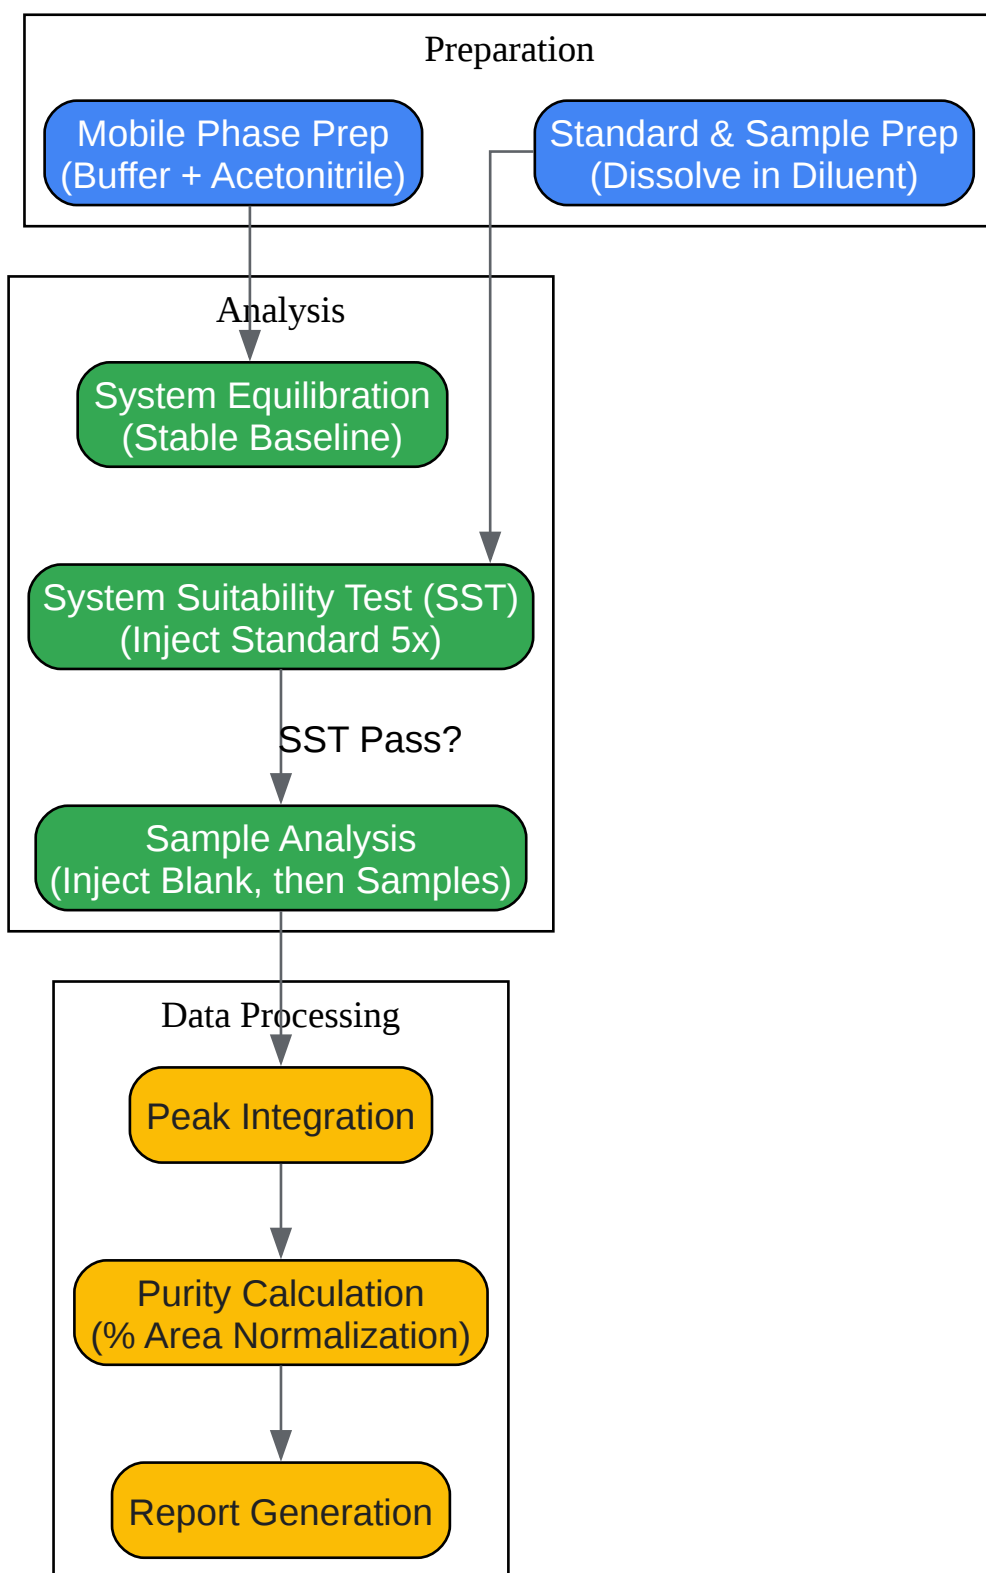 Preparation
Mobile Phase Prep
(Buffer + Acetonitrile)
Standard & Sample Prep
(Dissolve in Diluent)
Analysis
System Equilibration
(Stable Baseline)
System Suitability Test (SST)
(Inject Standard 5x)
SST Pass?
Sample Analysis
(Inject Blank, then Samples)
Data Processing
Peak Integration
Purity Calculation
(% Area Normalization)
Report Generation